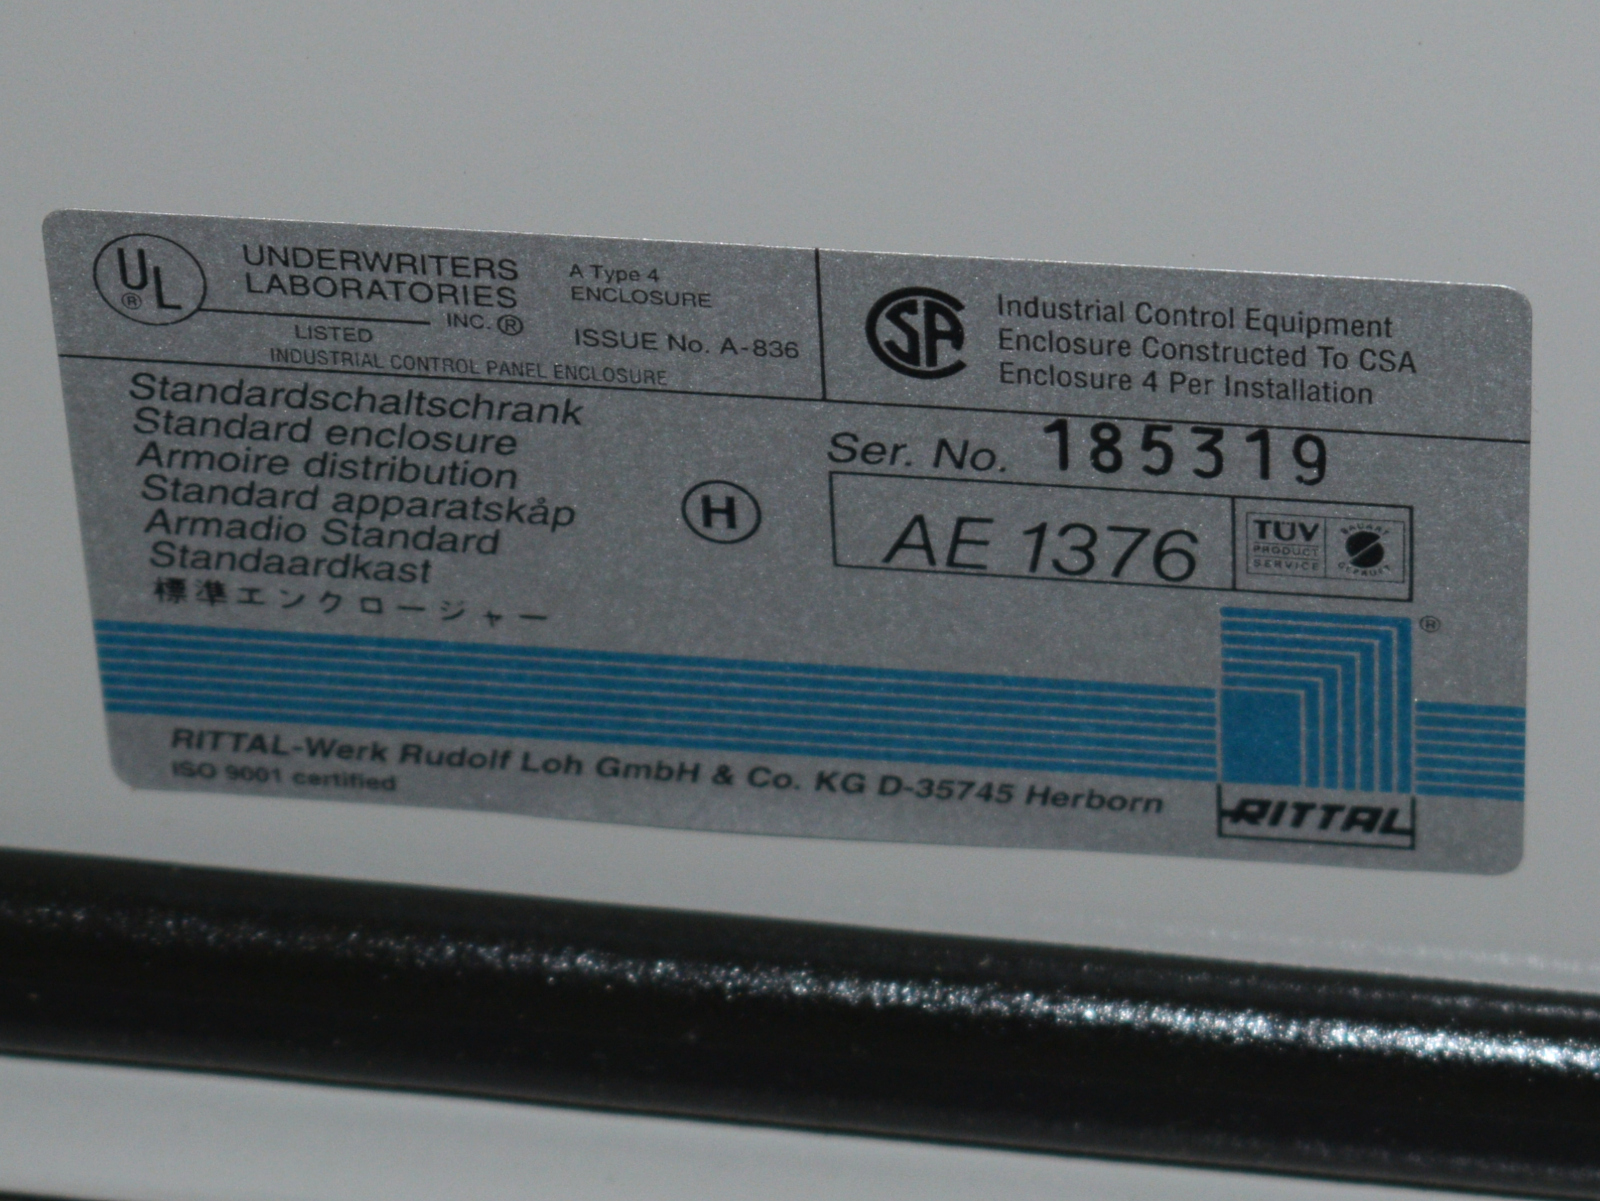 UL ®
UNDERWRITERS
LABORATORIES
INC.®
LISTED
INDUSTRIAL CONTROL PANEL ENCLOSURE
A Type 4
ENCLOSURE
ISSUE No. A-836
CSA
Industrial Control Equipment
Enclosure Constructed To CSA
Enclosure 4 Per Installation
Standardschaltschrank
Standard enclosure
Armoire distribution
Standard apparatskåp
Armadio Standard
Standaardkast
標準エンクロージャー
H
Ser. No. 185319
AE 1376
TÜV
PRODUCT
SERVICE
BAUART
GEPRÜFT
®
RITTAL-Werk Rudolf Loh GmbH & Co. KG D-35745 Herborn
ISO 9001 certified
RITTAL